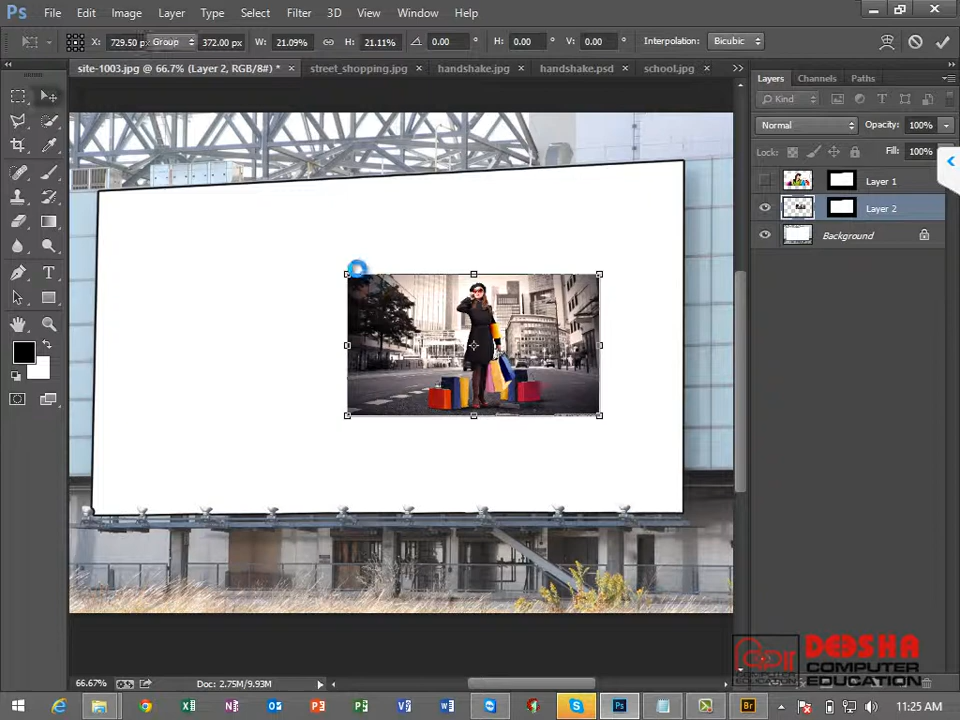 Ps File Edit Image Layer Type Select Filter 3D View Window Help
X: 729.50 px Group 372.00 px W: 21.09% H: 21.11% 0.00 ° H: 0.00 ° V: 0.00 ° Interpolation: Bicubic
site-1003.jpg @ 66.7% (Layer 2, RGB/8#) * × street_shopping.jpg × handshake.jpg × handshake.psd × school.jpg ×
Layers Channels Paths
Kind
Normal Opacity: 100%
Lock: Fill: 100%
Layer 1
Layer 2
Background
66.67% Doc: 2.75M/9.93M
DEESHA
COMPUTER
EDUCATION
11:25 AM